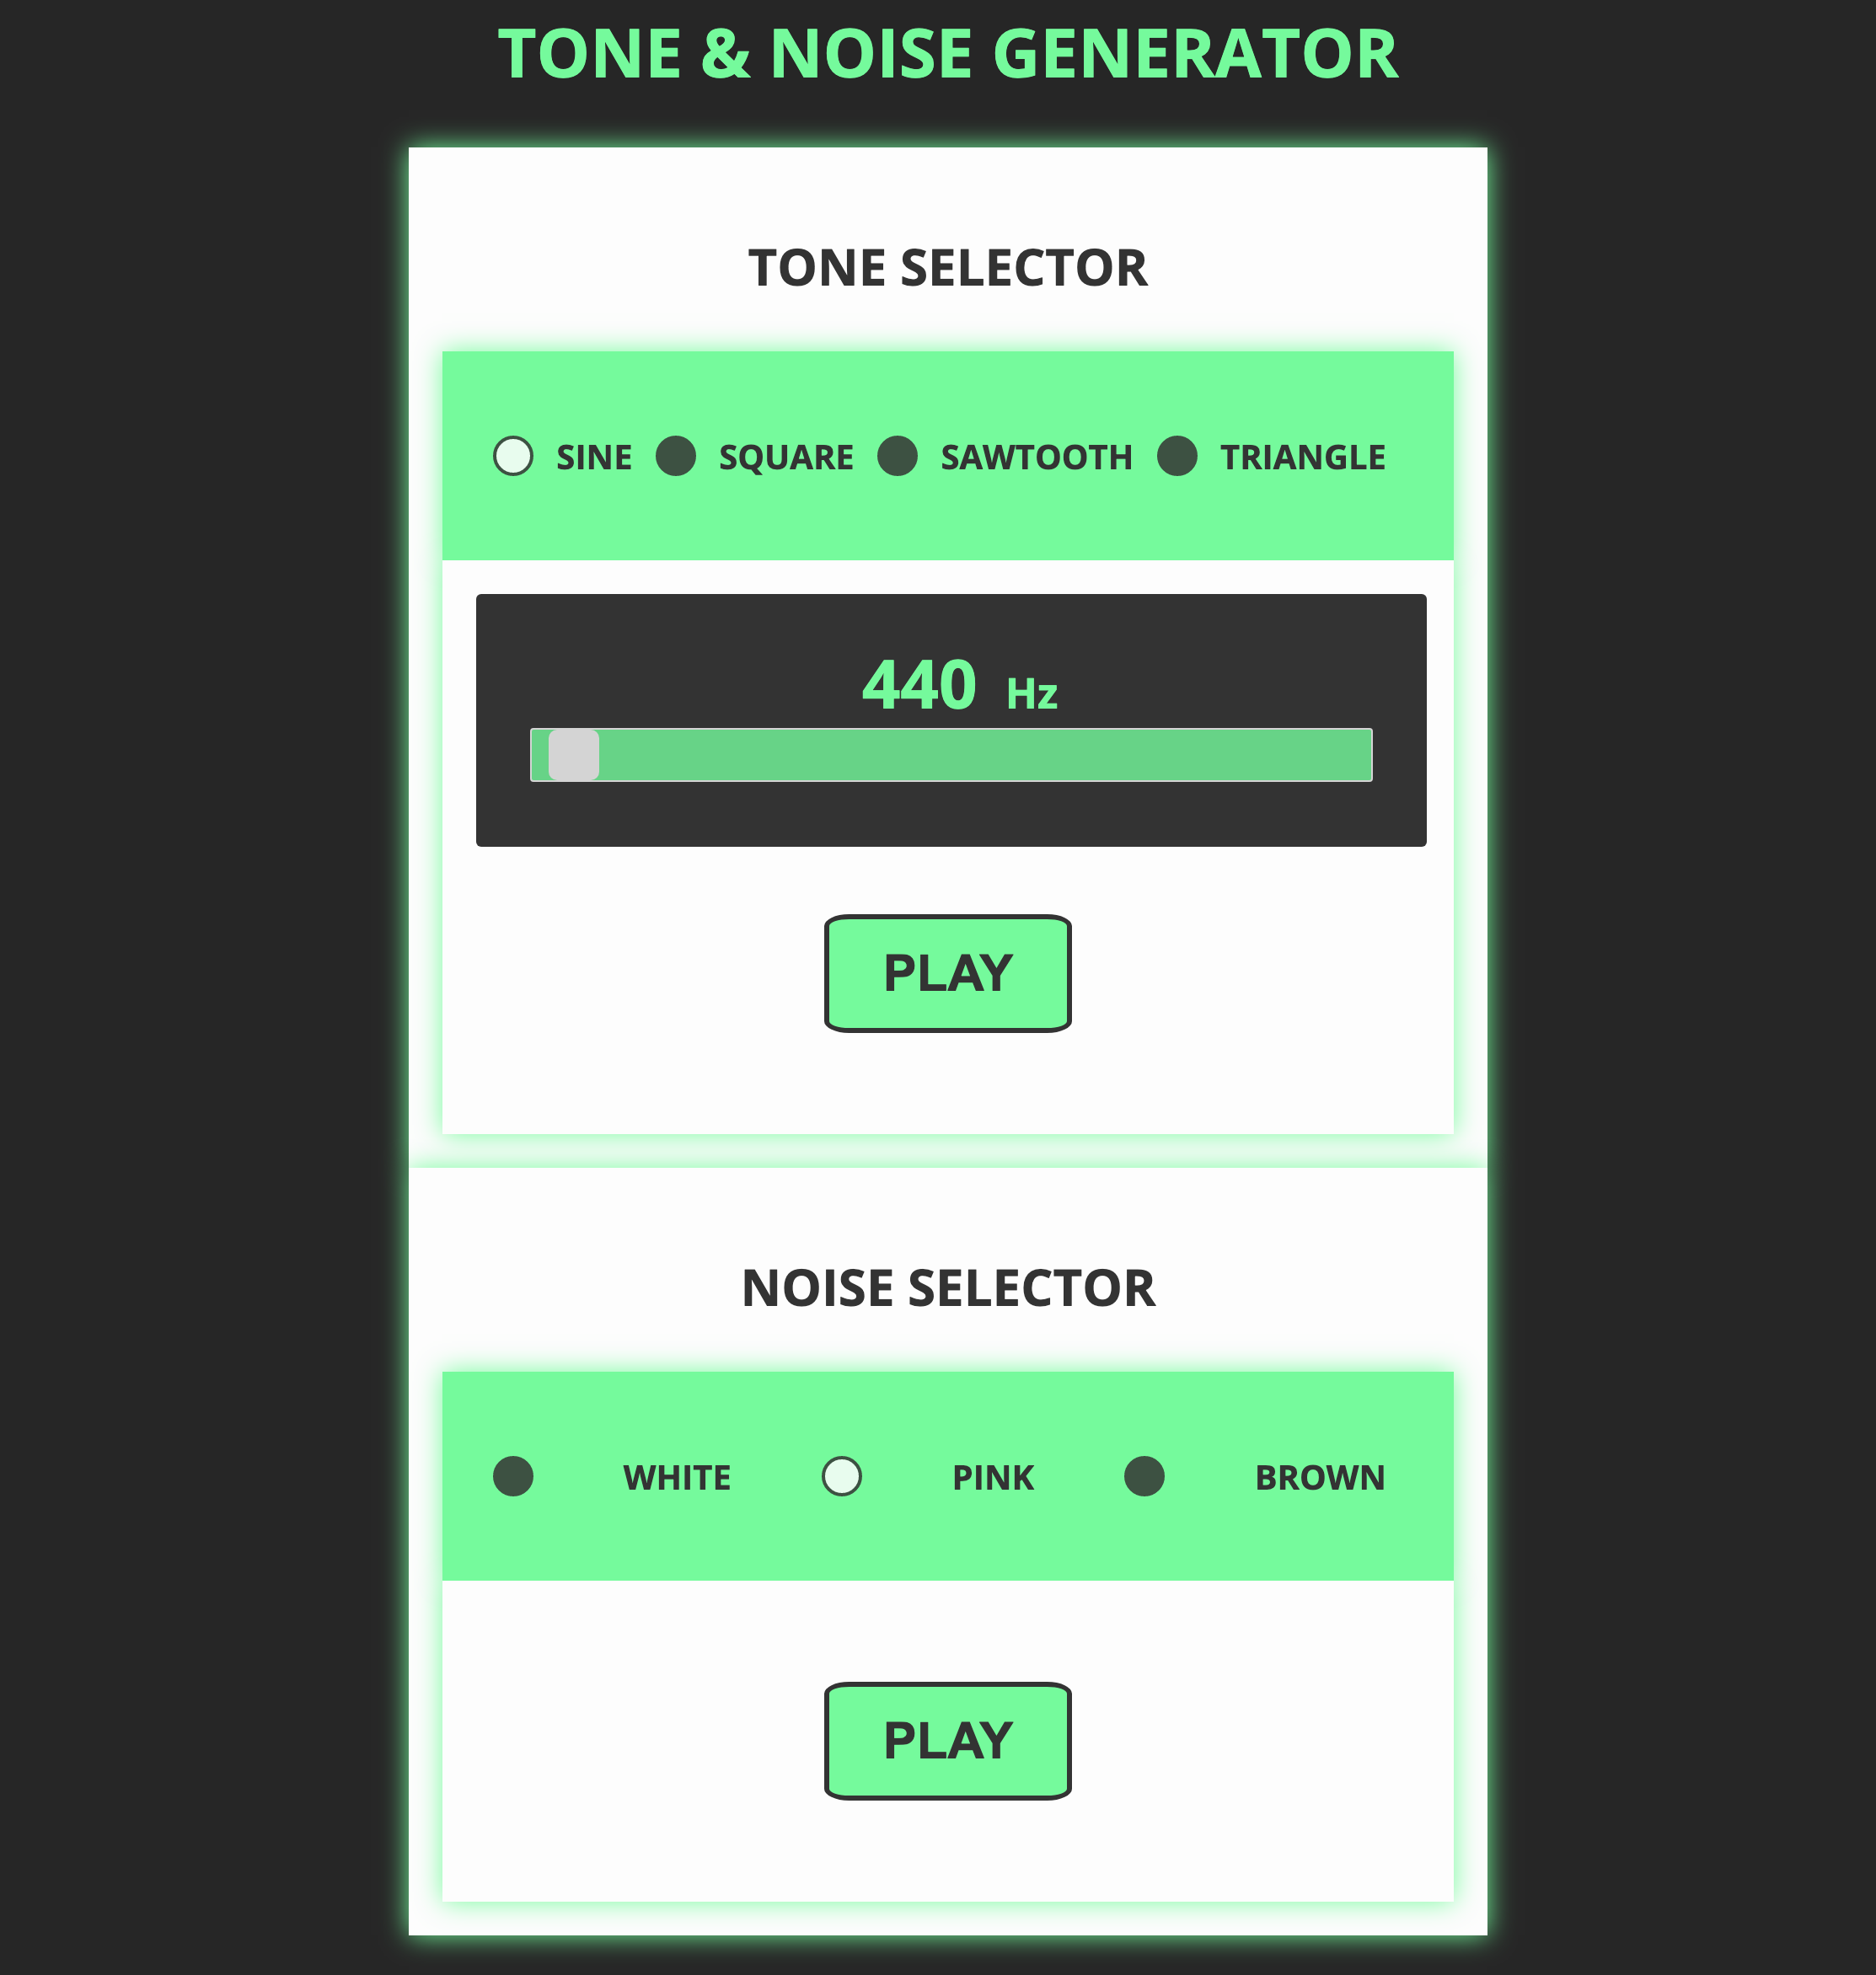 TONE & NOISE GENERATOR
TONE SELECTOR
SINE SQUARE SAWTOOTH TRIANGLE
440 Hz
PLAY
NOISE SELECTOR
WHITE PINK BROWN
PLAY